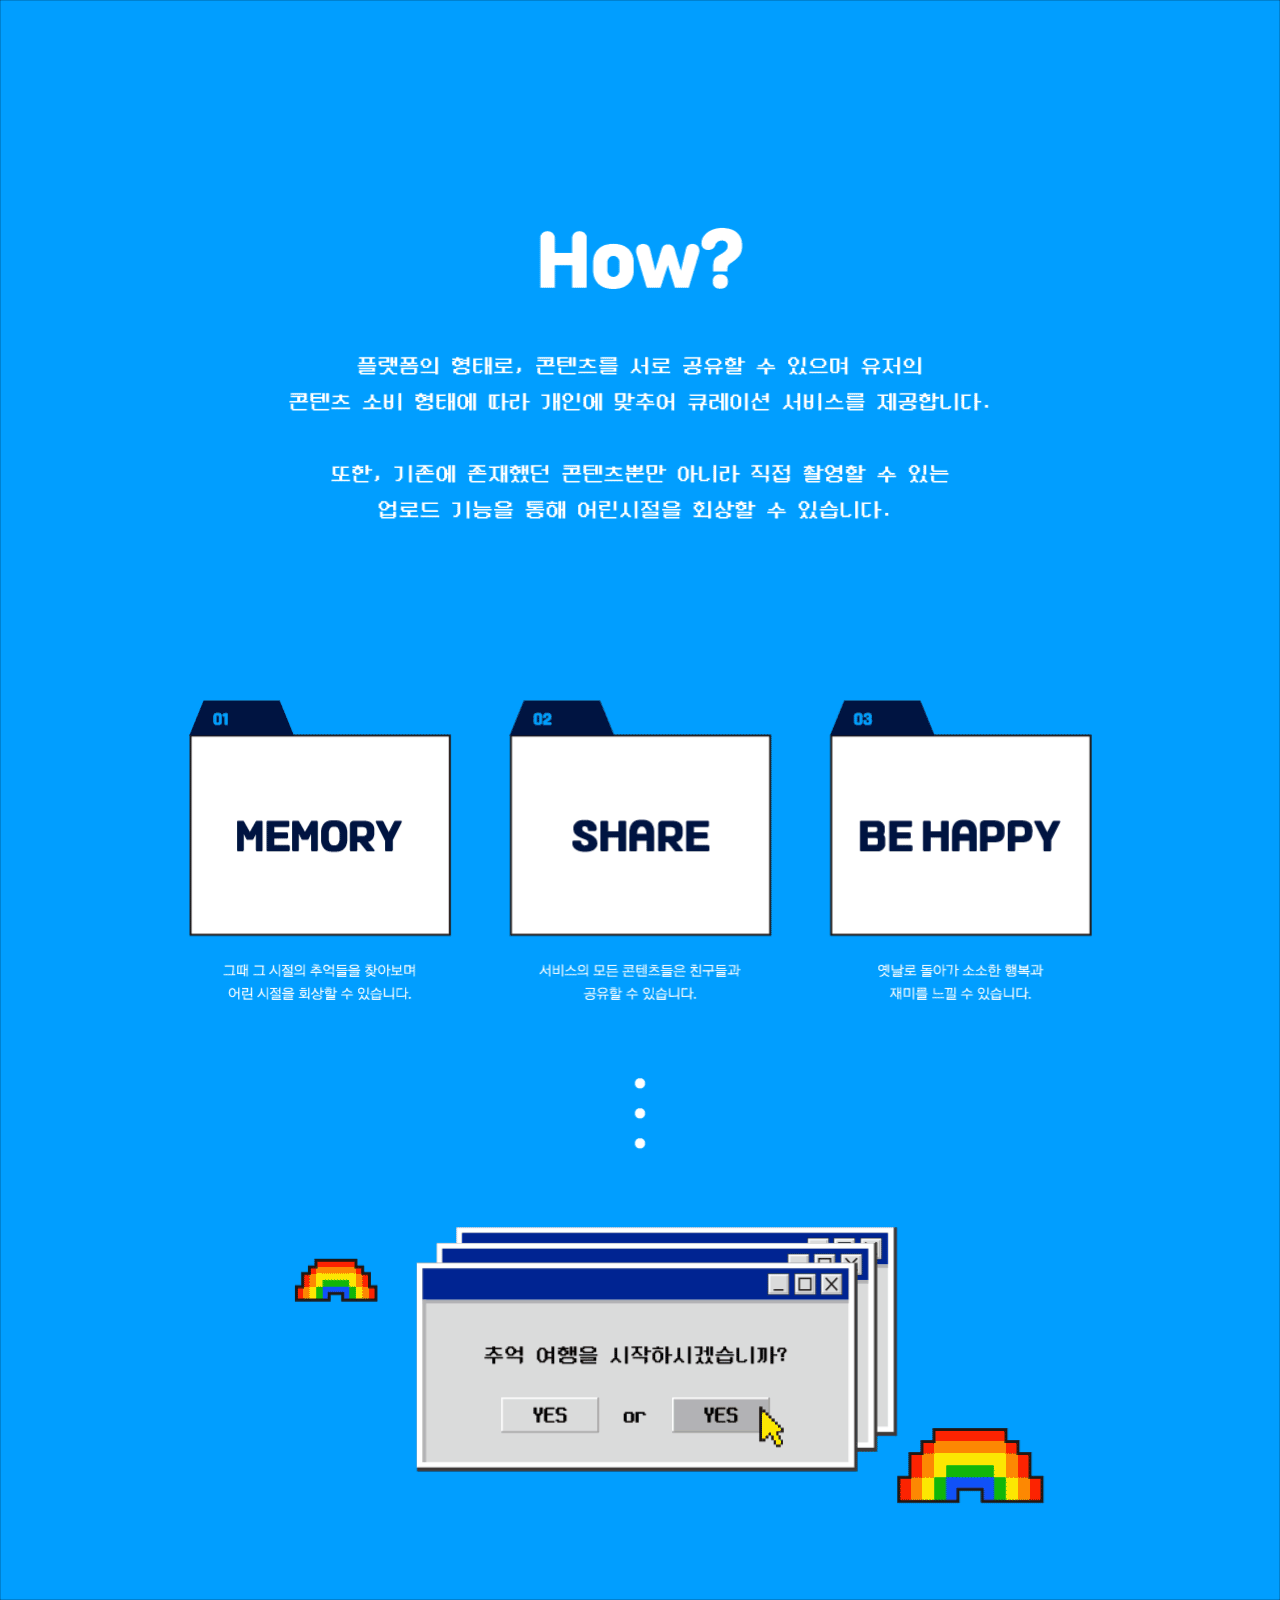 How?
플랫폼의 형태로, 콘텐츠를 서로 공유할 수 있으며 유저의
콘텐츠 소비 형태에 따라 개인에 맞추어 큐레이션 서비스를 제공합니다.
또한, 기존에 존재했던 콘텐츠뿐만 아니라 직접 촬영할 수 있는
업로드 기능을 통해 어린시절을 회상할 수 있습니다.
01
MEMORY
그때 그 시절의 추억들을 찾아보며
어린 시절을 회상할 수 있습니다.
02
SHARE
서비스의 모든 콘텐츠들은 친구들과
공유할 수 있습니다.
03
BE HAPPY
옛날로 돌아가 소소한 행복과
재미를 느낄 수 있습니다.
추억 여행을 시작하시겠습니까?
YES or YES